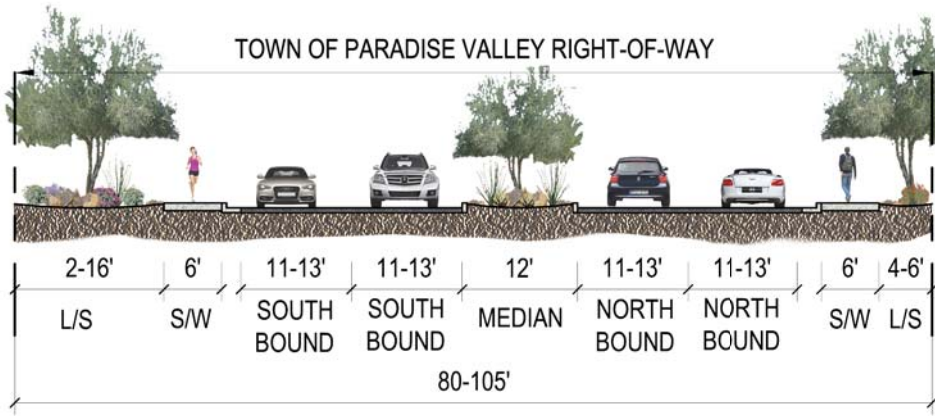 TOWN OF PARADISE VALLEY RIGHT-OF-WAY
2-16' 6' 11-13' 11-13' 12' 11-13' 11-13' 6' 4-6'
L/S S/W SOUTH BOUND SOUTH BOUND MEDIAN NORTH BOUND NORTH BOUND S/W L/S
80-105'